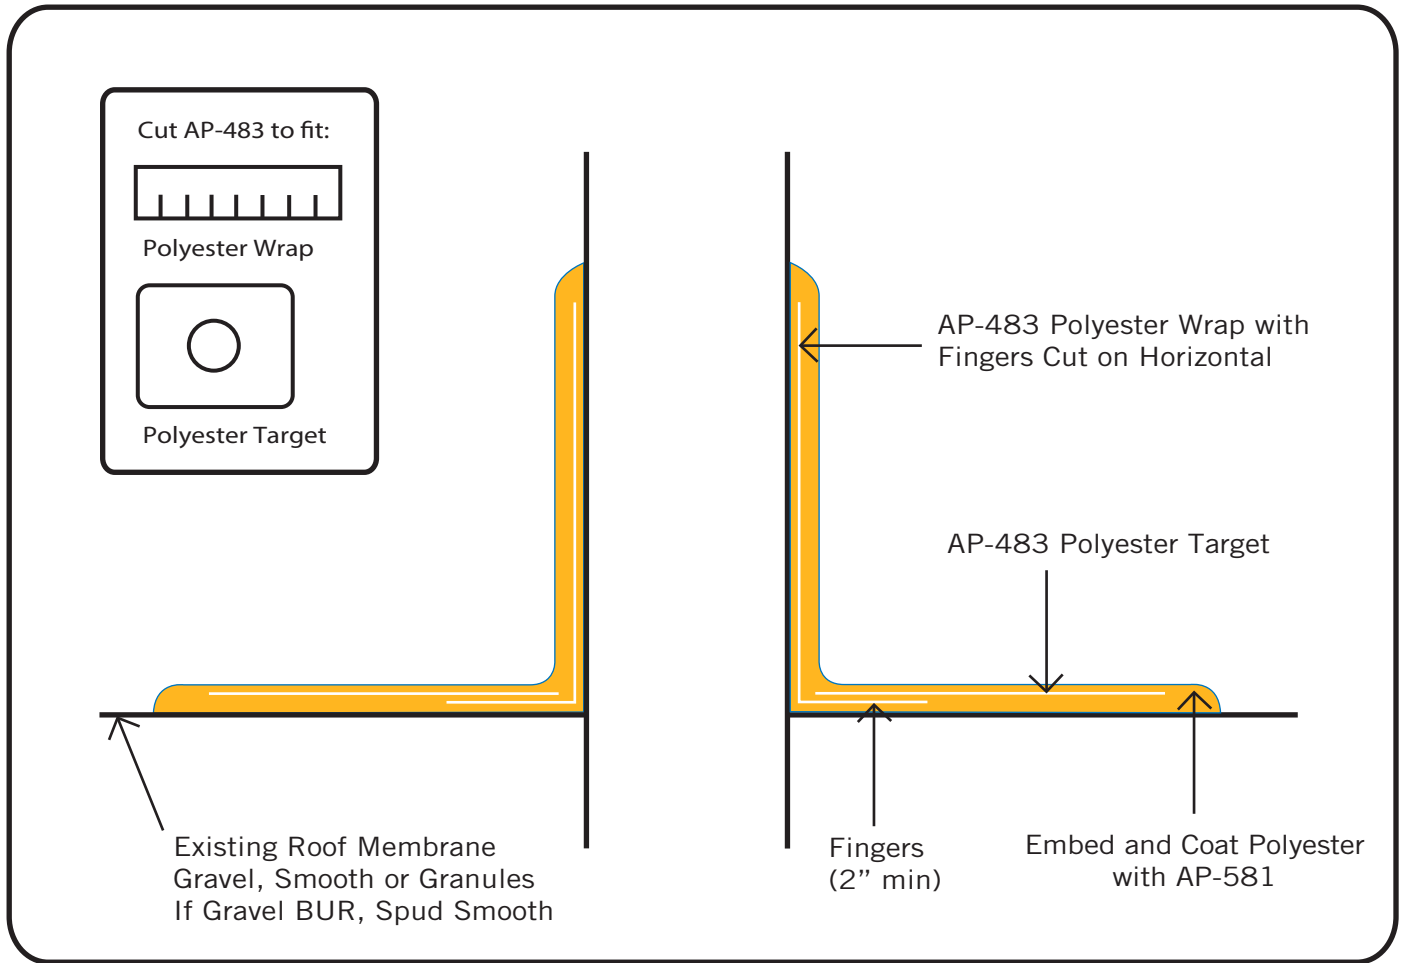 Cut AP-483 to fit:
Polyester Wrap
Polyester Target
AP-483 Polyester Wrap with
Fingers Cut on Horizontal
AP-483 Polyester Target
Existing Roof Membrane
Gravel, Smooth or Granules
If Gravel BUR, Spud Smooth
Fingers
(2” min)
Embed and Coat Polyester
with AP-581